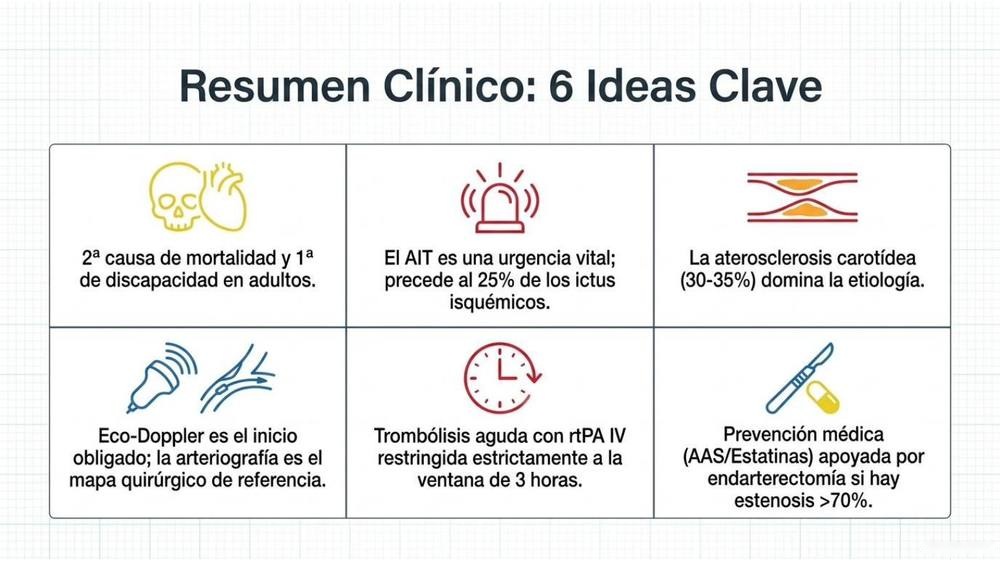 Resumen Clínico: 6 Ideas Clave
2ª causa de mortalidad y 1ª
de discapacidad en adultos.
El AIT es una urgencia vital;
precede al 25% de los ictus
isquémicos.
La aterosclerosis carotídea
(30-35%) domina la etiología.
Eco-Doppler es el inicio
obligado; la arteriografía es el
mapa quirúrgico de referencia.
Trombólisis aguda con rtPA IV
restringida estrictamente a la
ventana de 3 horas.
Prevención médica
(AAS/Estatinas) apoyada por
endarterectomía si hay
estenosis >70%.